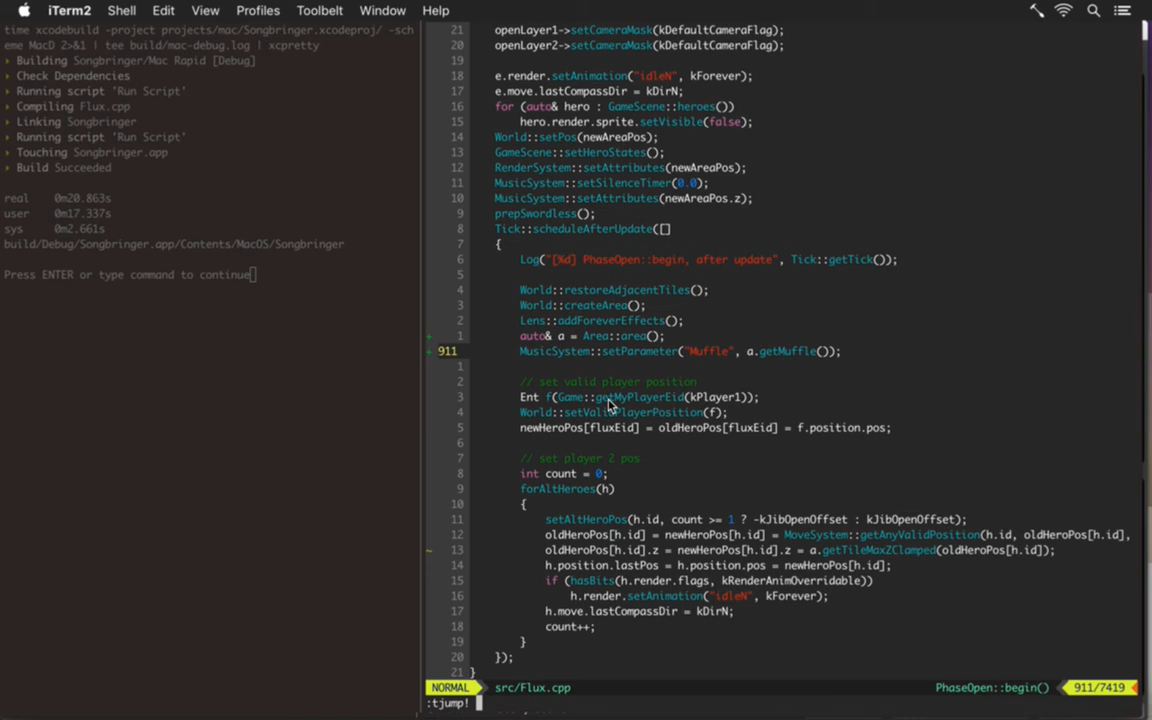 iTerm2 Shell Edit View Profiles Toolbelt Window Help
time xcodebuild -project projects/mac/Songbringer.xcodeproj/ -sch
eme MacD 2>&1 | tee build/mac-debug.log | xcpretty
▸ Building Songbringer/Mac Rapid [Debug]
▸ Check Dependencies
▸ Running script 'Run Script'
▸ Compiling Flux.cpp
▸ Linking Songbringer
▸ Running script 'Run Script'
▸ Touching Songbringer.app
▸ Build Succeeded
real 0m20.863s
user 0m17.337s
sys 0m2.661s
build/Debug/Songbringer.app/Contents/MacOS/Songbringer
Press ENTER or type command to continue
21 openLayer1->setCameraMask(kDefaultCameraFlag);
20 openLayer2->setCameraMask(kDefaultCameraFlag);
19
18 e.render.setAnimation("idleN", kForever);
17 e.move.lastCompassDir = kDirN;
16 for (auto& hero : GameScene::heroes())
15 hero.render.sprite.setVisible(false);
14 World::setPos(newAreaPos);
13 GameScene::setHeroStates();
12 RenderSystem::setAttributes(newAreaPos);
11 MusicSystem::setSilenceTimer(0.0);
10 MusicSystem::setAttributes(newAreaPos.z);
9 prepSwordless();
8 Tick::scheduleAfterUpdate([]
7 {
6 Log("[%d] PhaseOpen::begin, after update", Tick::getTick());
5
4 World::restoreAdjacentTiles();
3 World::createArea();
2 Lens::addForeverEffects();
+ 1 auto& a = Area::area();
+ 911 MusicSystem::setParameter("Muffle", a.getMuffle());
1
2 // set valid player position
3 Ent f(Game::getMyPlayerEid(kPlayer1));
4 World::setValidPlayerPosition(f);
5 newHeroPos[fluxEid] = oldHeroPos[fluxEid] = f.position.pos;
6
7 // set player 2 pos
8 int count = 0;
9 forAltHeroes(h)
10 {
11 setAltHeroPos(h.id, count >= 1 ? -kJibOpenOffset : kJibOpenOffset);
12 oldHeroPos[h.id] = newHeroPos[h.id] = MoveSystem::getAnyValidPosition(h.id, oldHeroPos[h.id],
~ 13 oldHeroPos[h.id].z = newHeroPos[h.id].z = a.getTileMaxZClamped(oldHeroPos[h.id]);
14 h.position.lastPos = h.position.pos = newHeroPos[h.id];
15 if (hasBits(h.render.flags, kRenderAnimOverridable))
16 h.render.setAnimation("idleN", kForever);
17 h.move.lastCompassDir = kDirN;
18 count++;
19 }
20 });
21 }
NORMAL src/Flux.cpp PhaseOpen::begin() 911/7419
:tjump!